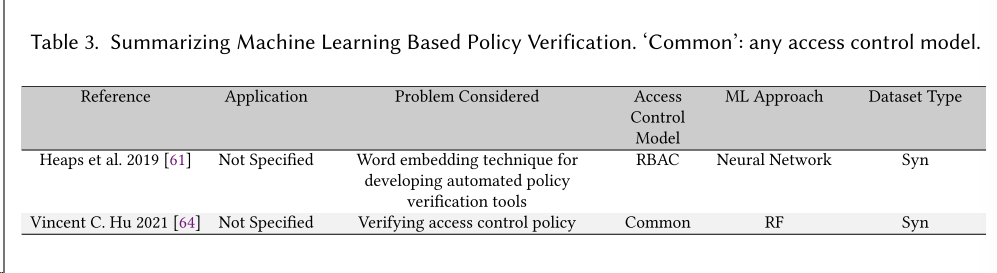 Table 3. Summarizing Machine Learning Based Policy Verification. ‘Common’: any access control model.
Reference Application Problem Considered Access Control Model ML Approach Dataset Type
Heaps et al. 2019 [61] Not Specified Word embedding technique for developing automated policy verification tools RBAC Neural Network Syn
Vincent C. Hu 2021 [64] Not Specified Verifying access control policy Common RF Syn